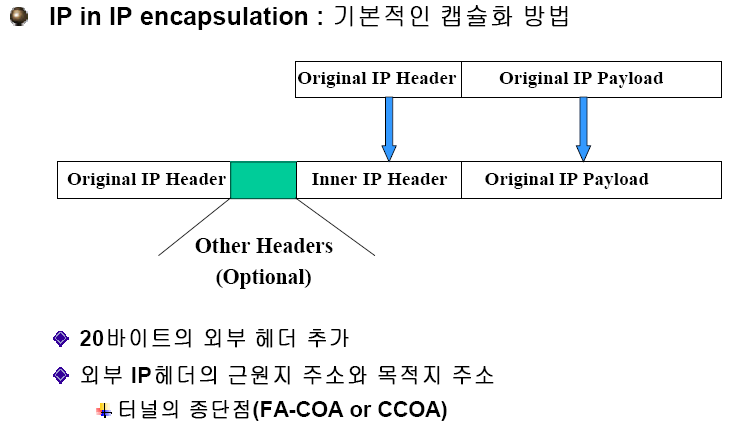 IP in IP encapsulation : 기본적인 캡슐화 방법
Original IP Header Original IP Payload
Original IP Header Inner IP Header Original IP Payload
Other Headers
(Optional)
20바이트의 외부 헤더 추가
외부 IP헤더의 근원지 주소와 목적지 주소
터널의 종단점(FA-COA or CCOA)